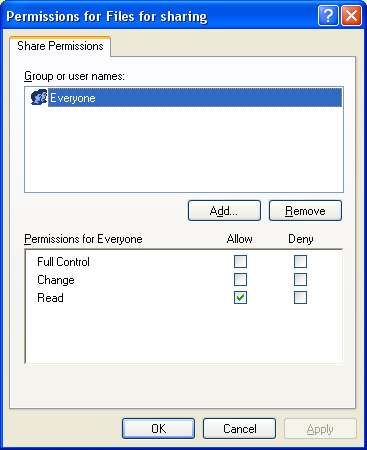 Permissions for Files for sharing
Share Permissions
Group or user names:
Everyone
Add... Remove
Permissions for Everyone Allow Deny
Full Control
Change
Read
OK Cancel Apply